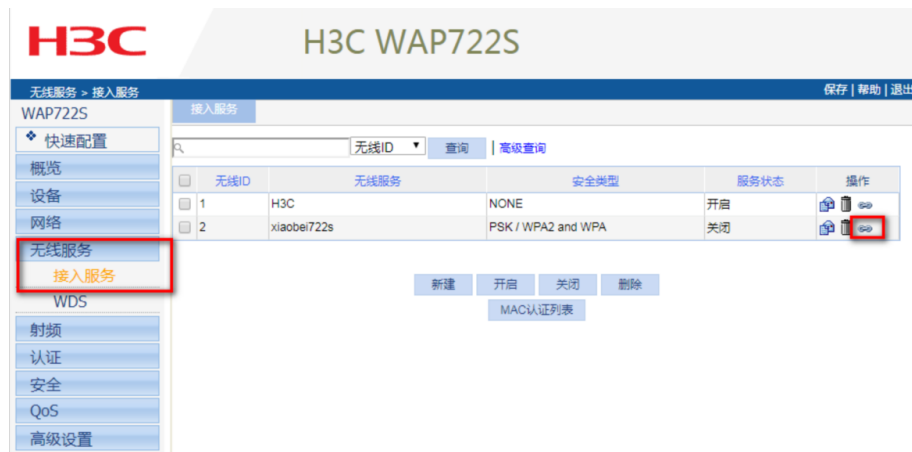 H3C
H3C WAP722S
无线服务 > 接入服务
保存 | 帮助 | 退出
WAP722S
快速配置
概览
设备
网络
无线服务
接入服务
WDS
射频
认证
安全
QoS
高级设置
接入服务
无线ID 查询 | 高级查询
无线ID 无线服务 安全类型 服务状态 操作
1 H3C NONE 开启
2 xiaobei722s PSK / WPA2 and WPA 关闭
新建 开启 关闭 删除
MAC认证列表